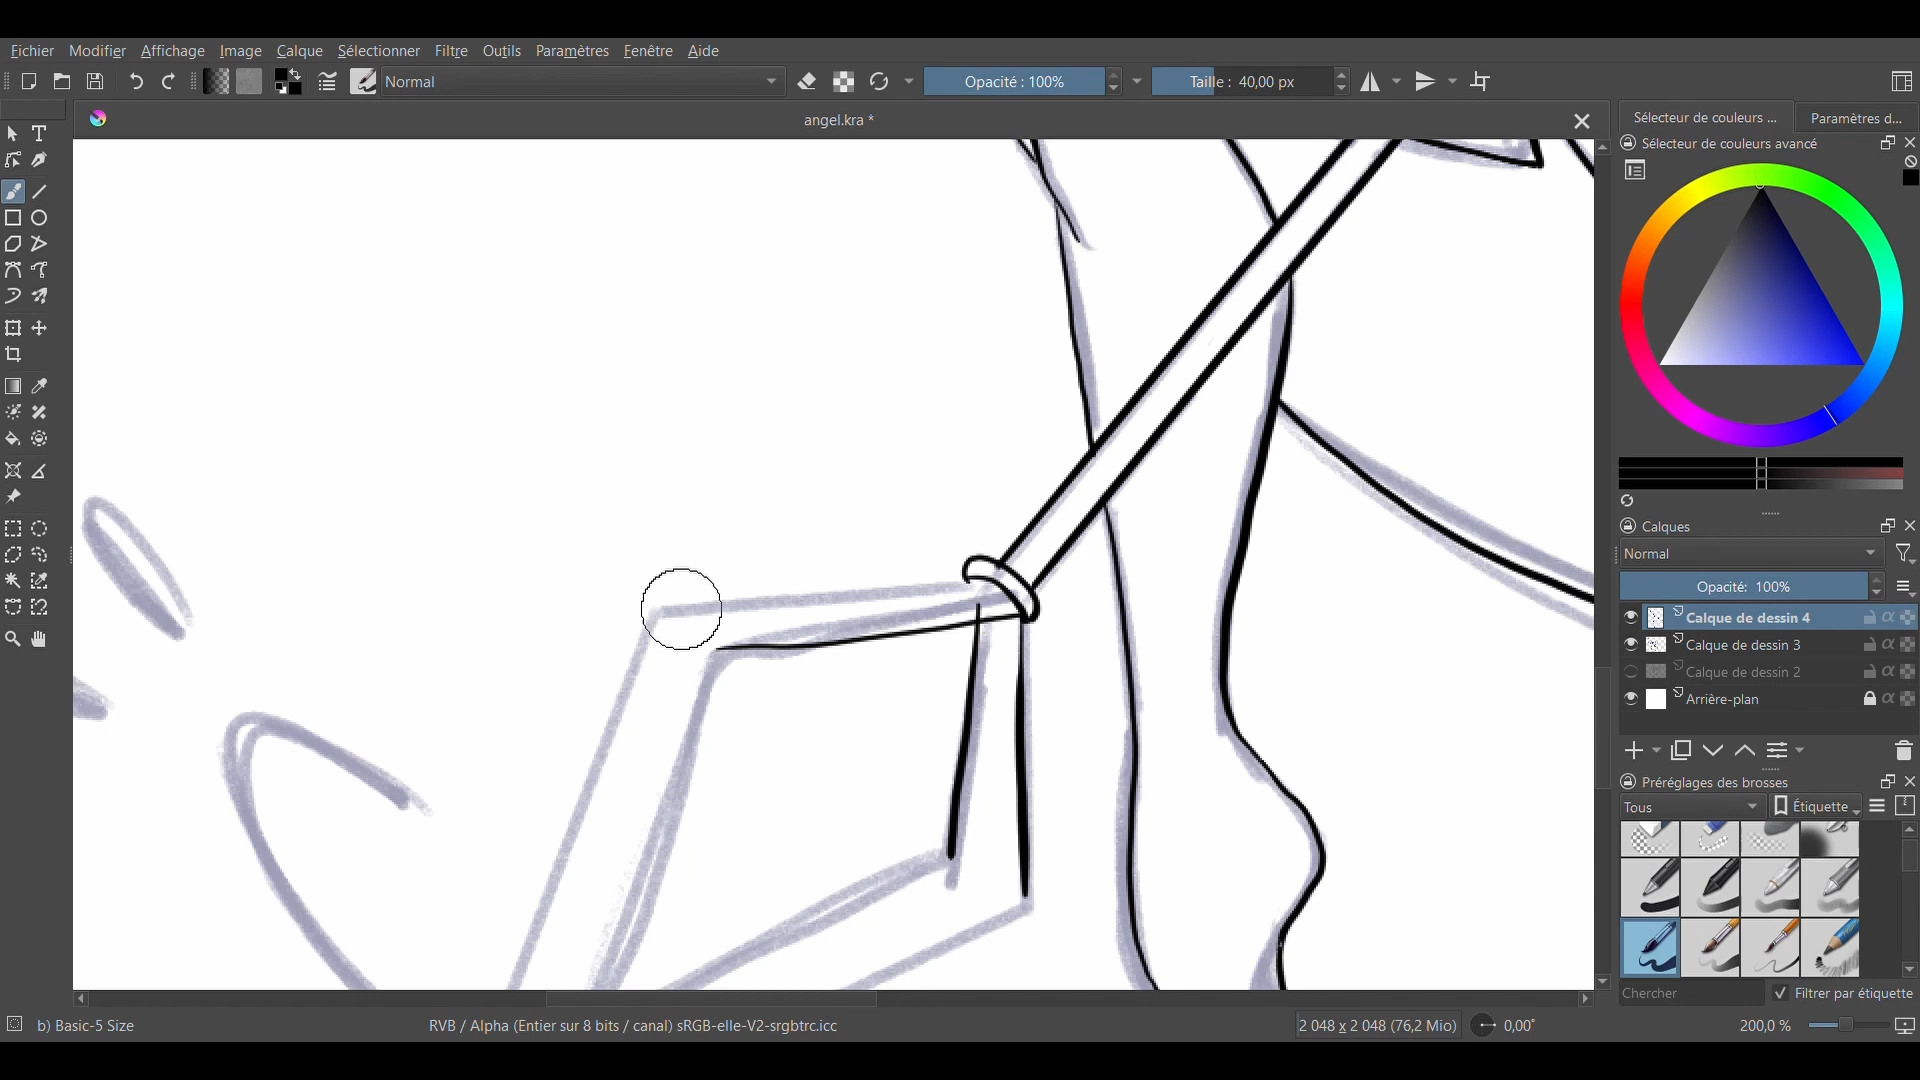 Fichier Modifier Affichage Image Calque Sélectionner Filtre Outils Paramètres Fenêtre Aide
Normal Opacité : 100% Taille : 40,00 px
angel.kra *
Sélecteur de couleurs ... Paramètres d...
Sélecteur de couleurs avancé
Calques
Normal
Opacité: 100%
Calque de dessin 4
Calque de dessin 3
Calque de dessin 2
Arrière-plan
Préréglages des brosses
Tous Étiquette
Chercher Filtrer par étiquette
b) Basic-5 Size RVB / Alpha (Entier sur 8 bits / canal) sRGB-elle-V2-srgbtrc.icc 2 048 x 2 048 (76,2 Mio) 0,00° 200,0 %